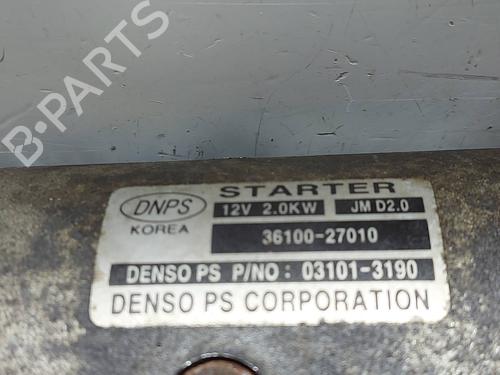 B-PARTS
STARTER
DNPS
12V 2.0KW
JM D2.0
KOREA
36100-27010
DENSO PS P/NO: 03101-3190
DENSO PS CORPORATION